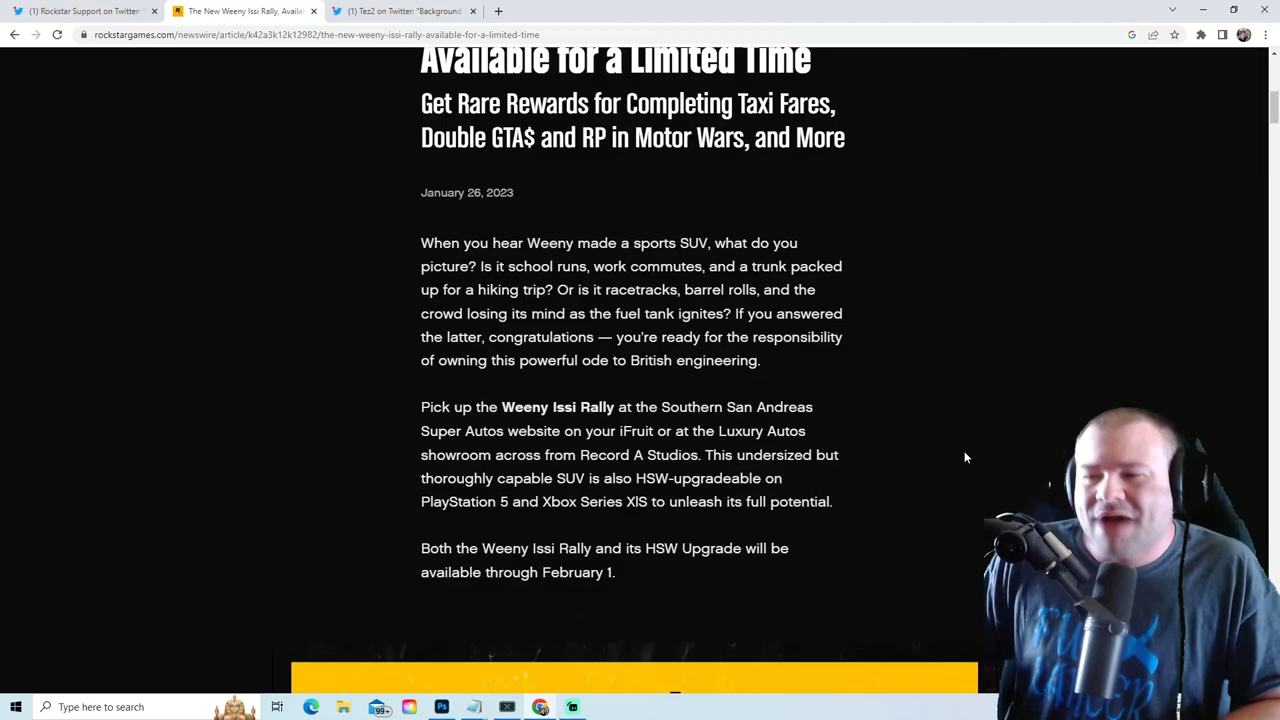 (1) Rockstar Support on Twitter: "
The New Weeny Issi Rally, Availa
(1) Tez2 on Twitter: "Background
rockstargames.com/newswire/article/k42a3k12k12982/the-new-weeny-issi-rally-available-for-a-limited-time
Available for a Limited Time
Get Rare Rewards for Completing Taxi Fares,
Double GTA$ and RP in Motor Wars, and More
January 26, 2023
When you hear Weeny made a sports SUV, what do you
picture? Is it school runs, work commutes, and a trunk packed
up for a hiking trip? Or is it racetracks, barrel rolls, and the
crowd losing its mind as the fuel tank ignites? If you answered
the latter, congratulations — you're ready for the responsibility
of owning this powerful ode to British engineering.
Pick up the Weeny Issi Rally at the Southern San Andreas
Super Autos website on your iFruit or at the Luxury Autos
showroom across from Record A Studios. This undersized but
thoroughly capable SUV is also HSW-upgradeable on
PlayStation 5 and Xbox Series X|S to unleash its full potential.
Both the Weeny Issi Rally and its HSW Upgrade will be
available through February 1.
CANCER
Type here to search
99+
Ps